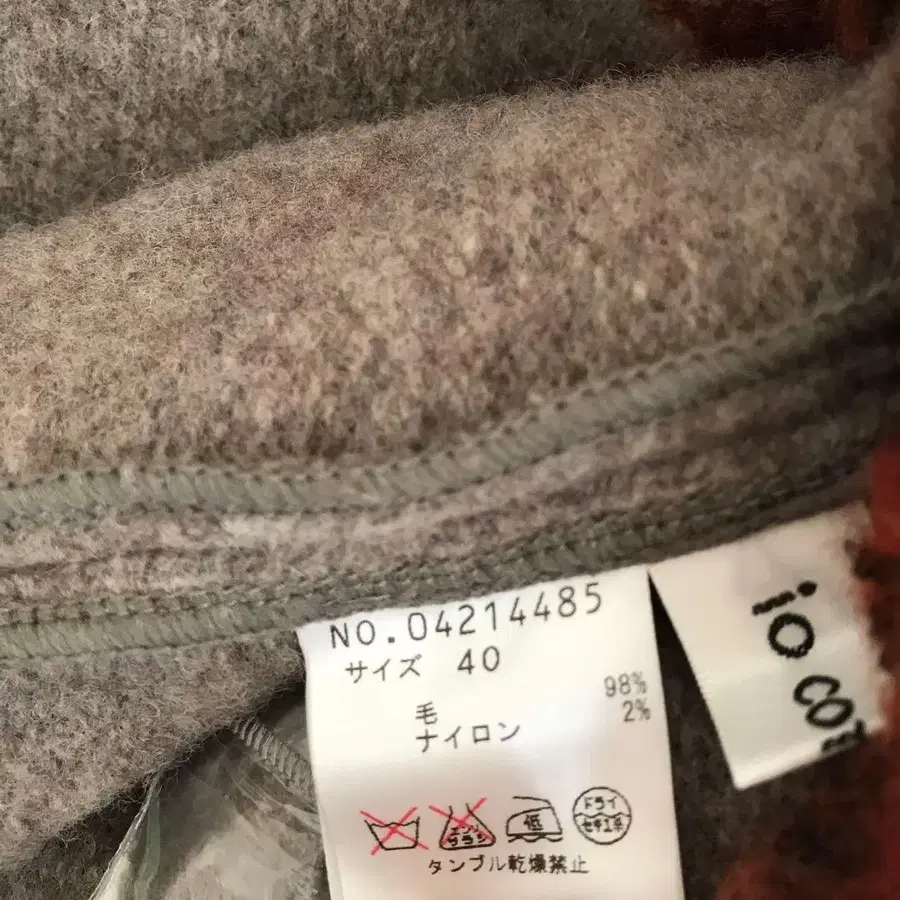 NO.04214485
サイズ 40
毛 98%
ナイロン 2%
エンソ
サラシ
低
ドライ
セキユ系
タンブル乾燥禁止
io co